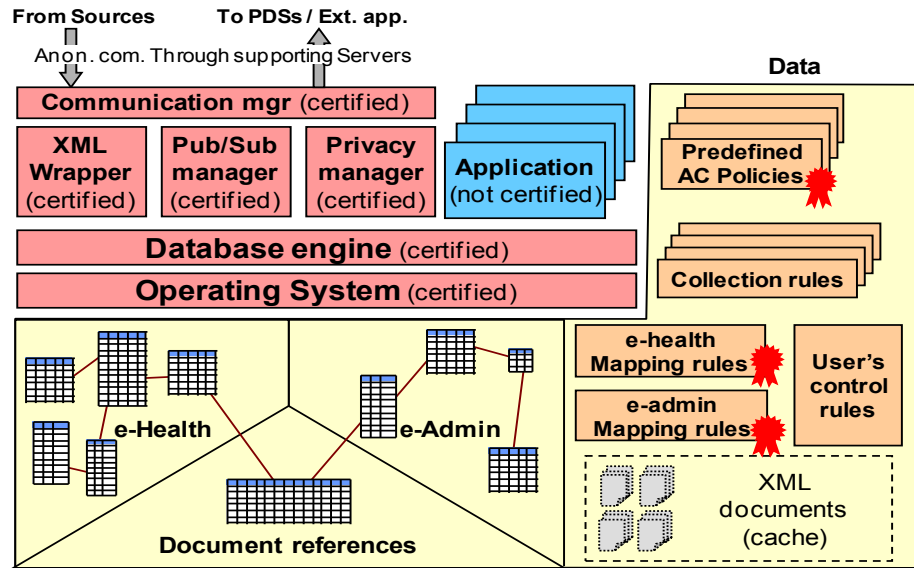 From Sources
To PDSs / Ext. app.
Anon. com. Through supporting Servers
Data
Communication mgr (certified)
XML
Wrapper
(certified)
Pub/Sub
manager
(certified)
Privacy
manager
(certified)
Application
(not certified)
Predefined
AC Policies
Database engine (certified)
Operating System (certified)
Collection rules
e-health
Mapping rules
e-admin
Mapping rules
User's
control
rules
e-Health
e-Admin
Document references
XML
documents
(cache)